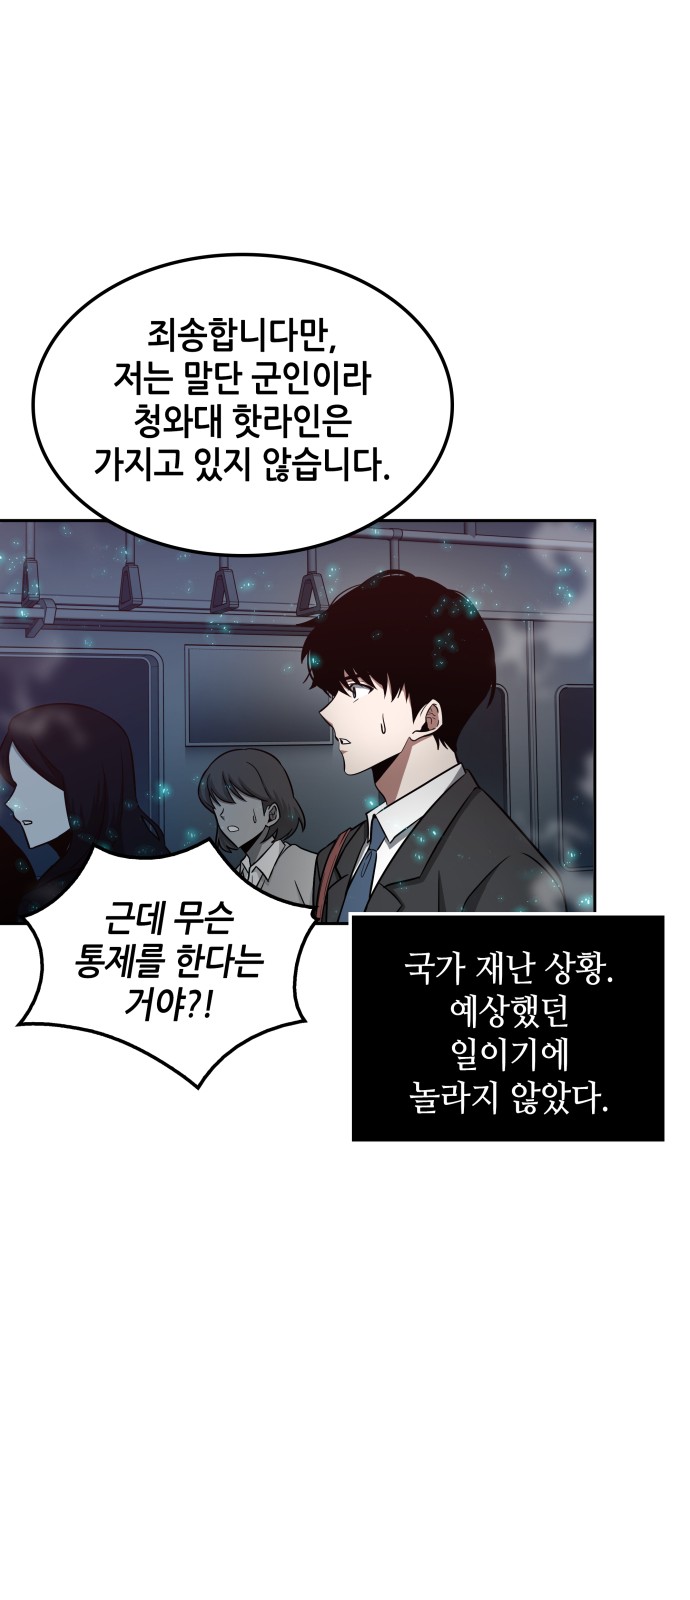 죄송합니다만,
저는 말단 군인이라
청와대 핫라인은
가지고 있지 않습니다.
근데 무슨
통제를 한다는
거야?!
국가 재난 상황.
예상했던
일이기에
놀라지 않았다.